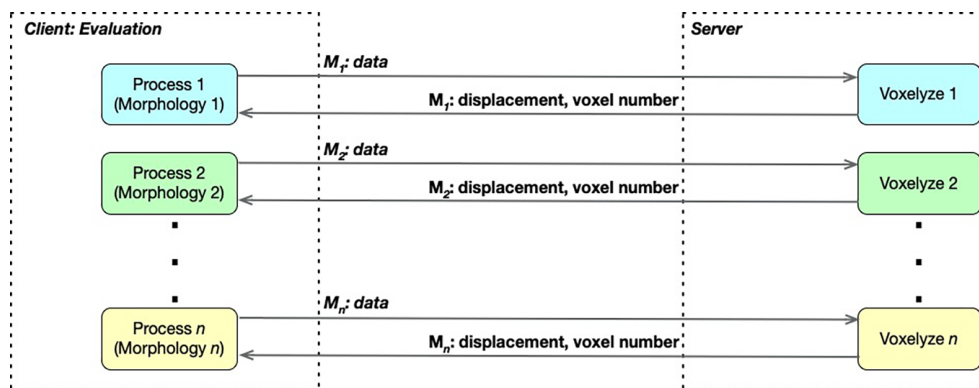 Client: Evaluation
Server
M1: data
Process 1
(Morphology 1)
Voxelyze 1
M1: displacement, voxel number
M2: data
Process 2
(Morphology 2)
Voxelyze 2
M2: displacement, voxel number
Mn: data
Process n
(Morphology n)
Voxelyze n
Mn: displacement, voxel number